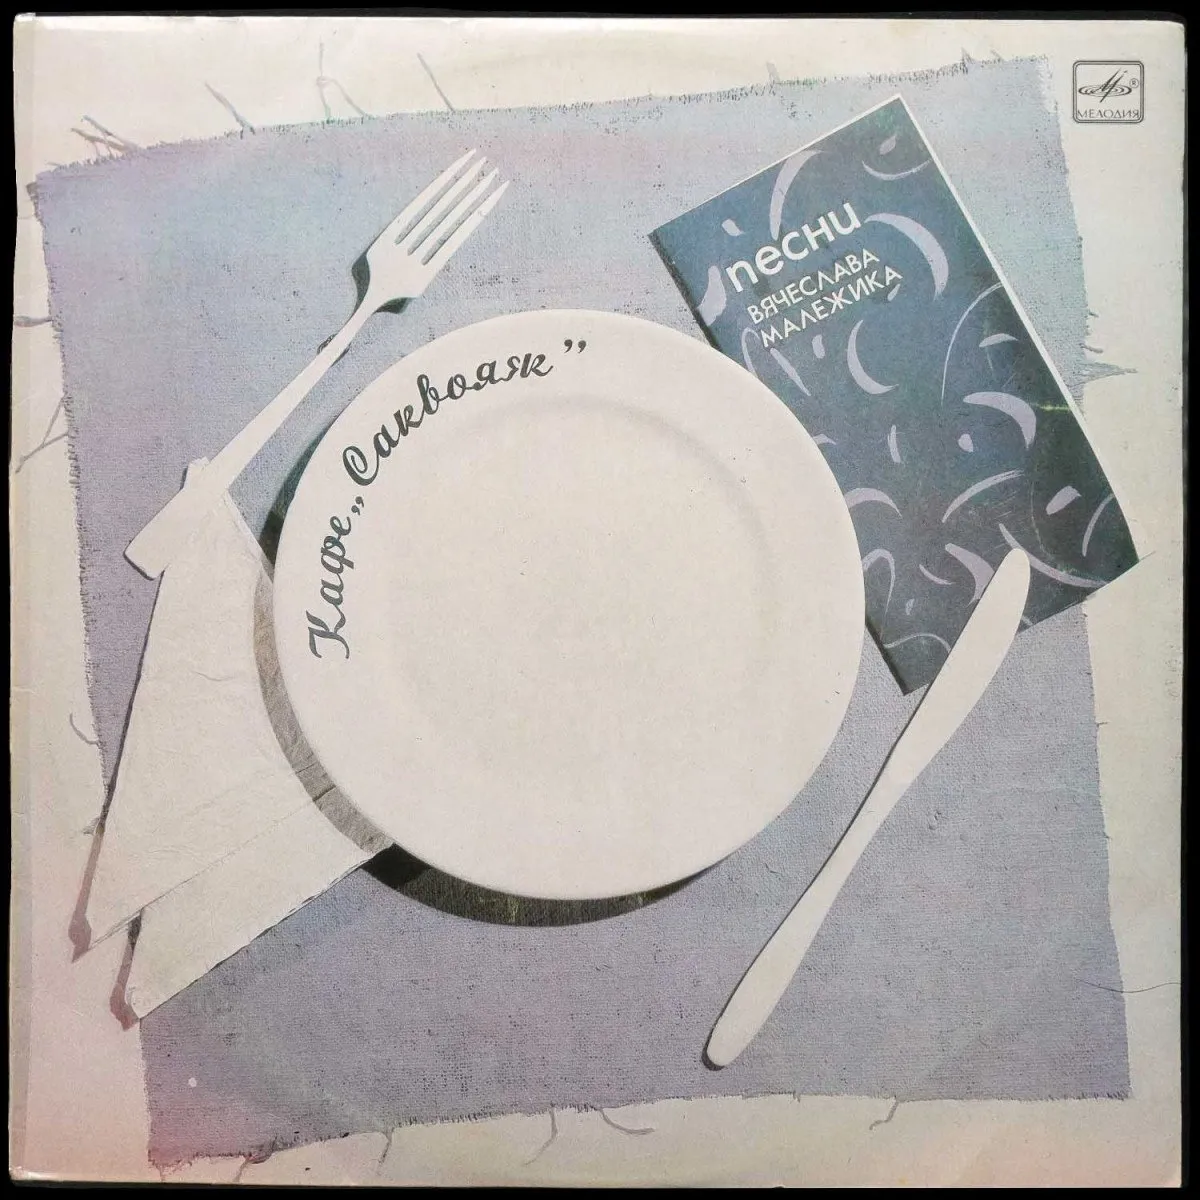 МЕЛОДИЯ
песни
ВЯЧЕСЛАВА
МАЛЕЖИКА
Кафе „Саквояж”